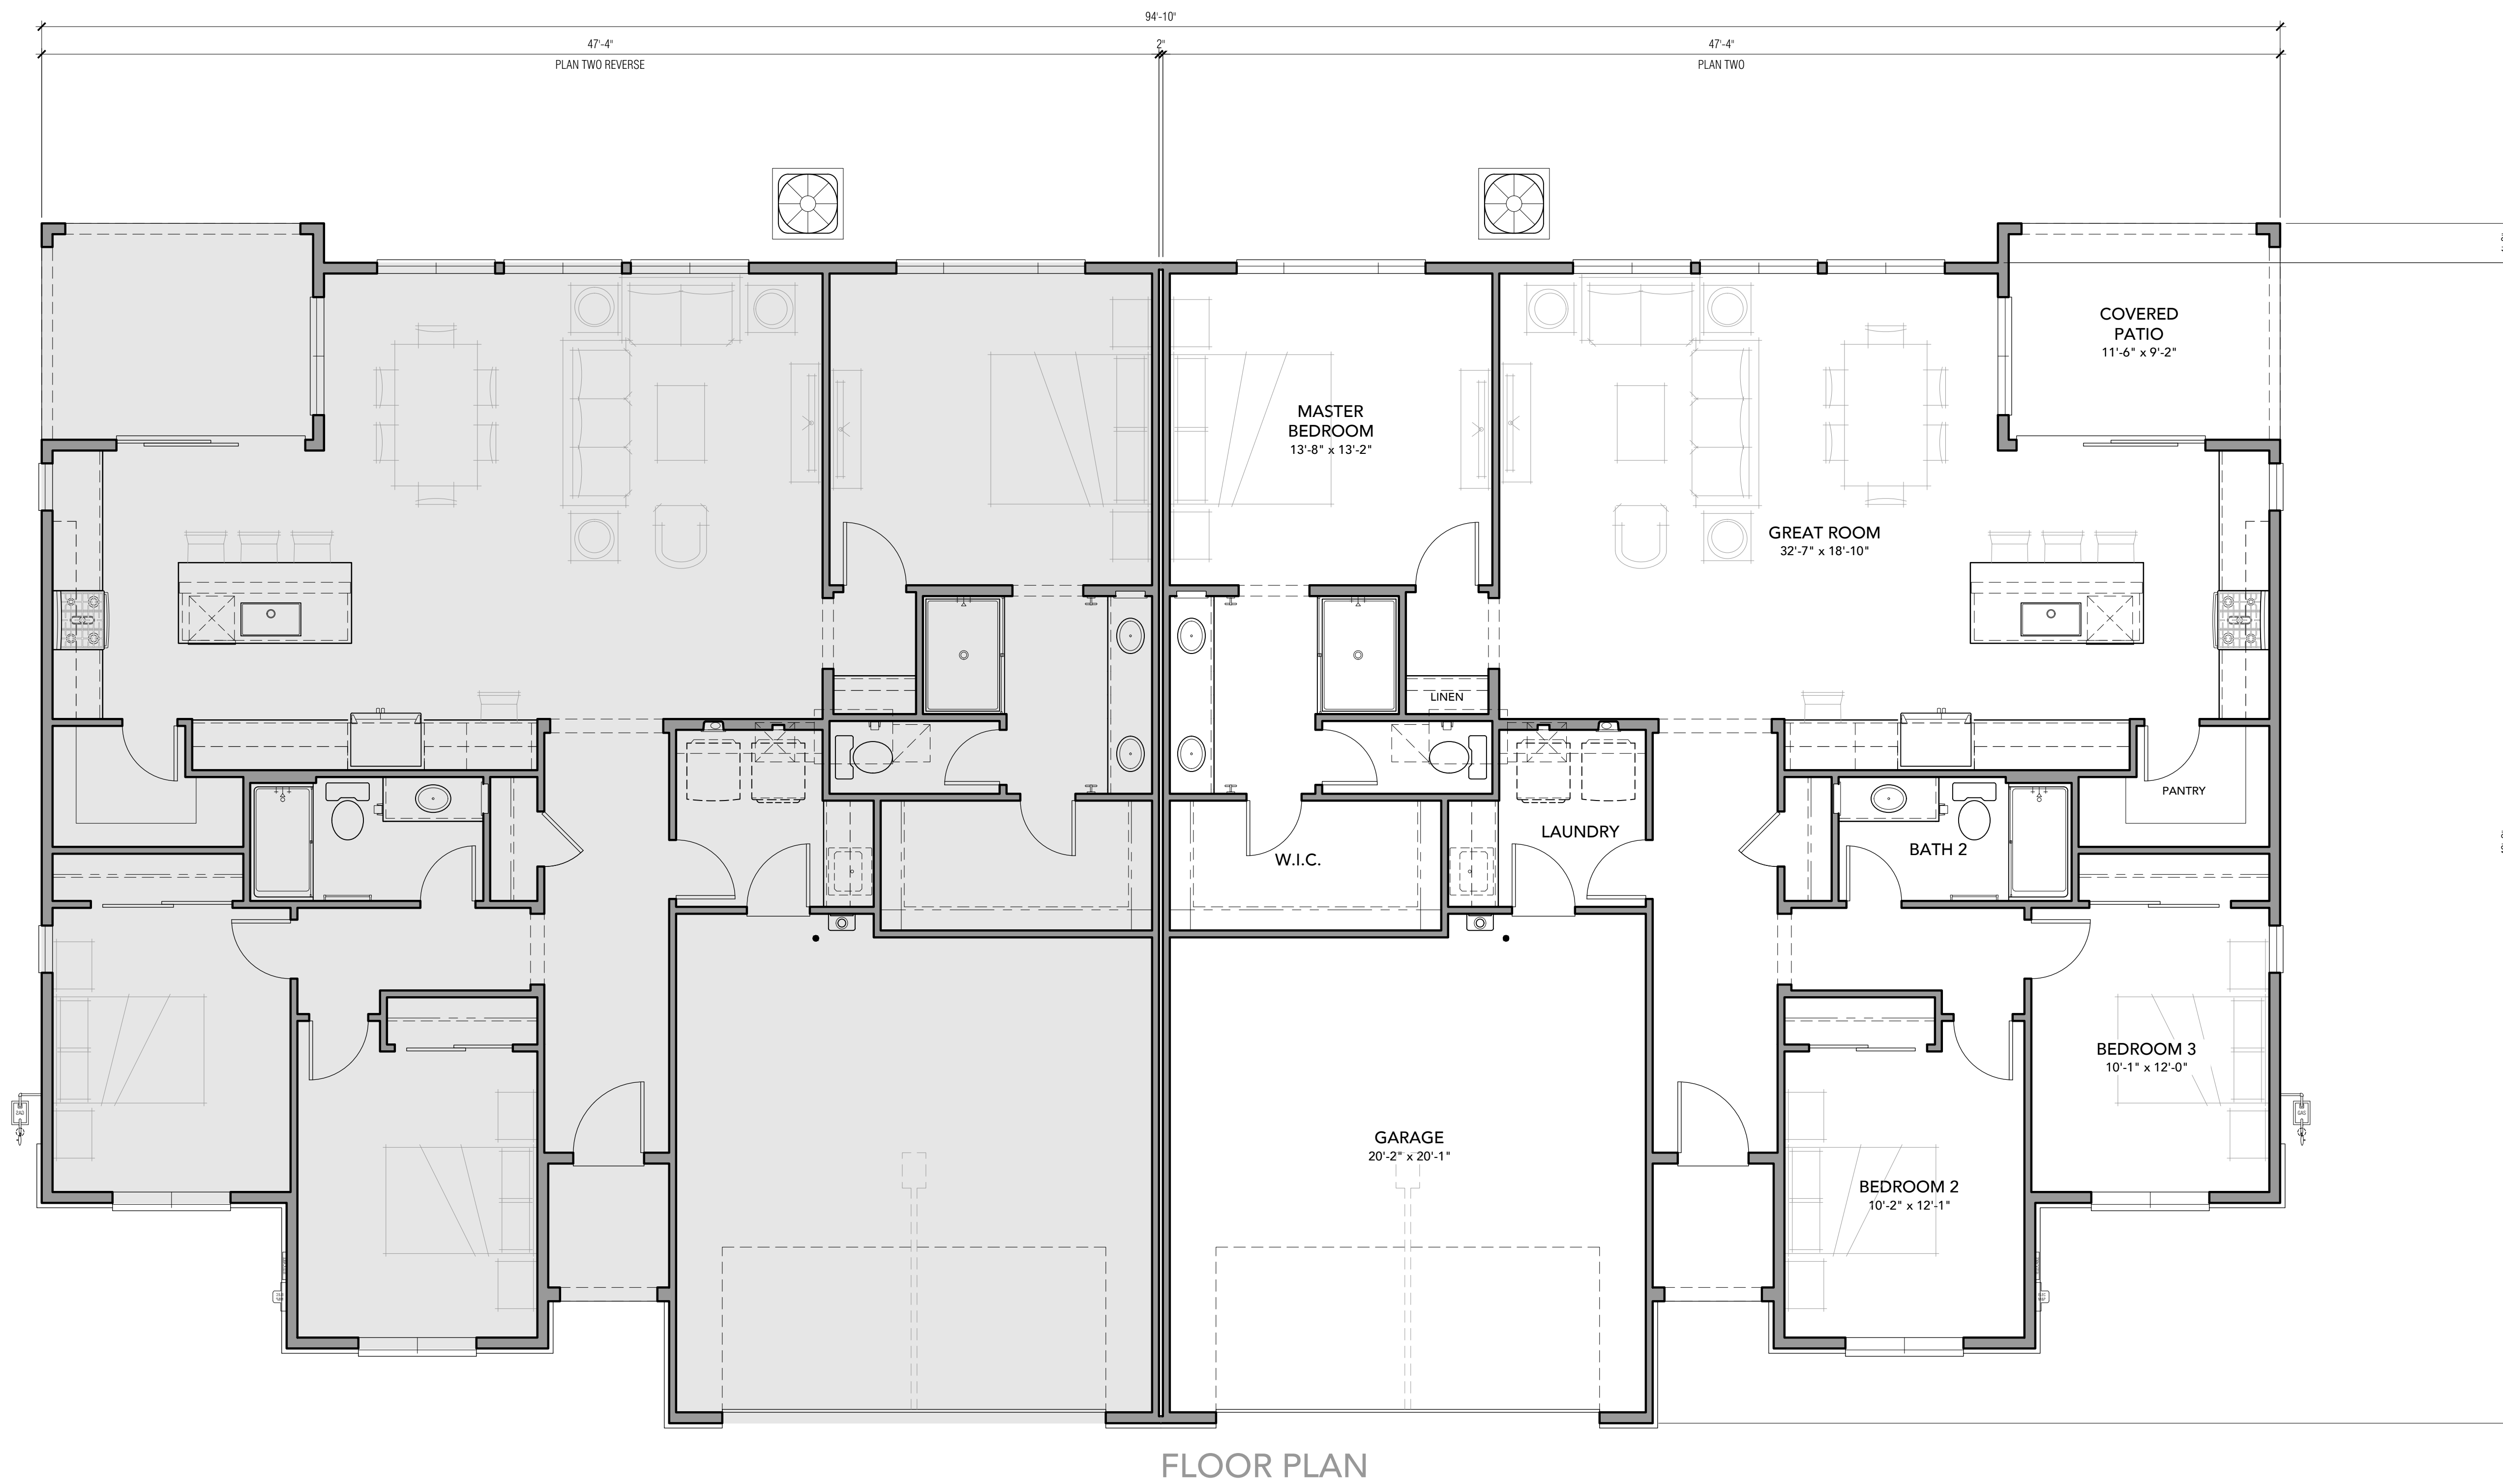 94'-10"
47'-4"
2"
47'-4"
PLAN TWO REVERSE
PLAN TWO
COVERED
PATIO
11'-6" x 9'-2"
MASTER
BEDROOM
13'-8" x 13'-2"
GREAT ROOM
32'-7" x 18'-10"
LINEN
PANTRY
LAUNDRY
BATH 2
W.I.C.
BEDROOM 3
10'-1" x 12'-0"
GAS
GAS
GARAGE
20'-2" x 20'-1"
BEDROOM 2
10'-2" x 12'-1"
FLOOR PLAN